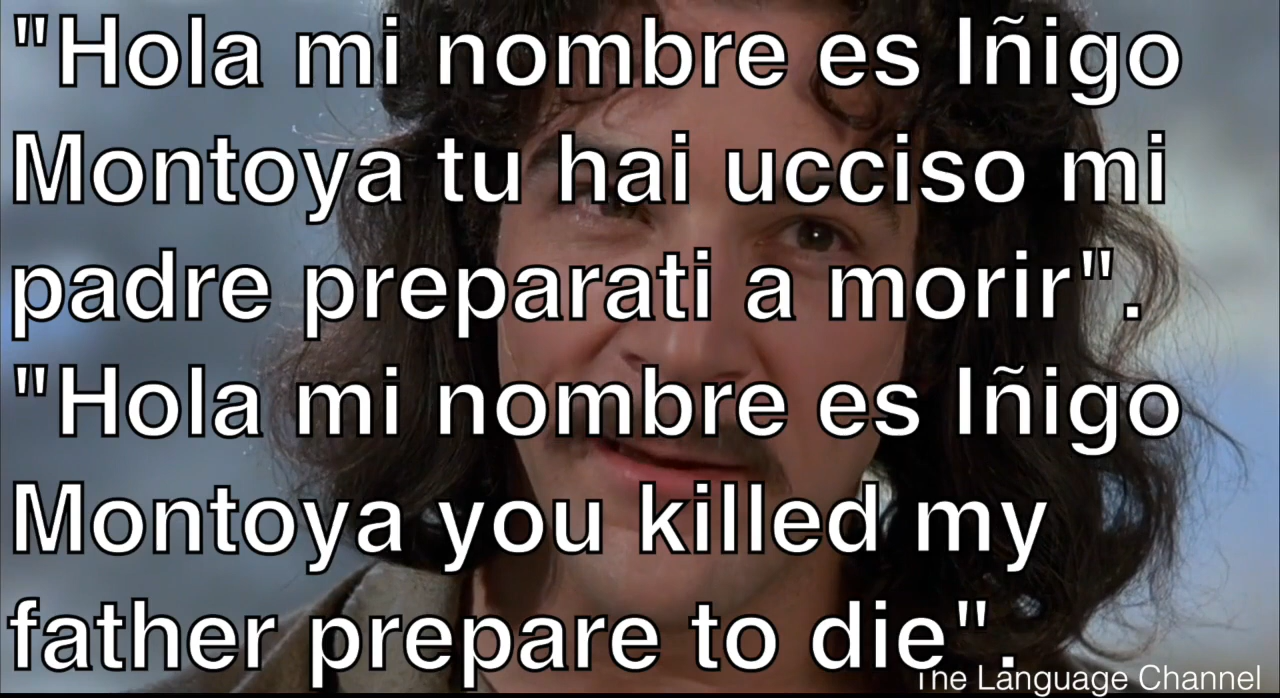 "Hola mi nombre es Iñigo
Montoya tu hai ucciso mi
padre preparati a morir".
"Hola mi nombre es Iñigo
Montoya you killed my
father prepare to die".
The Language Channel